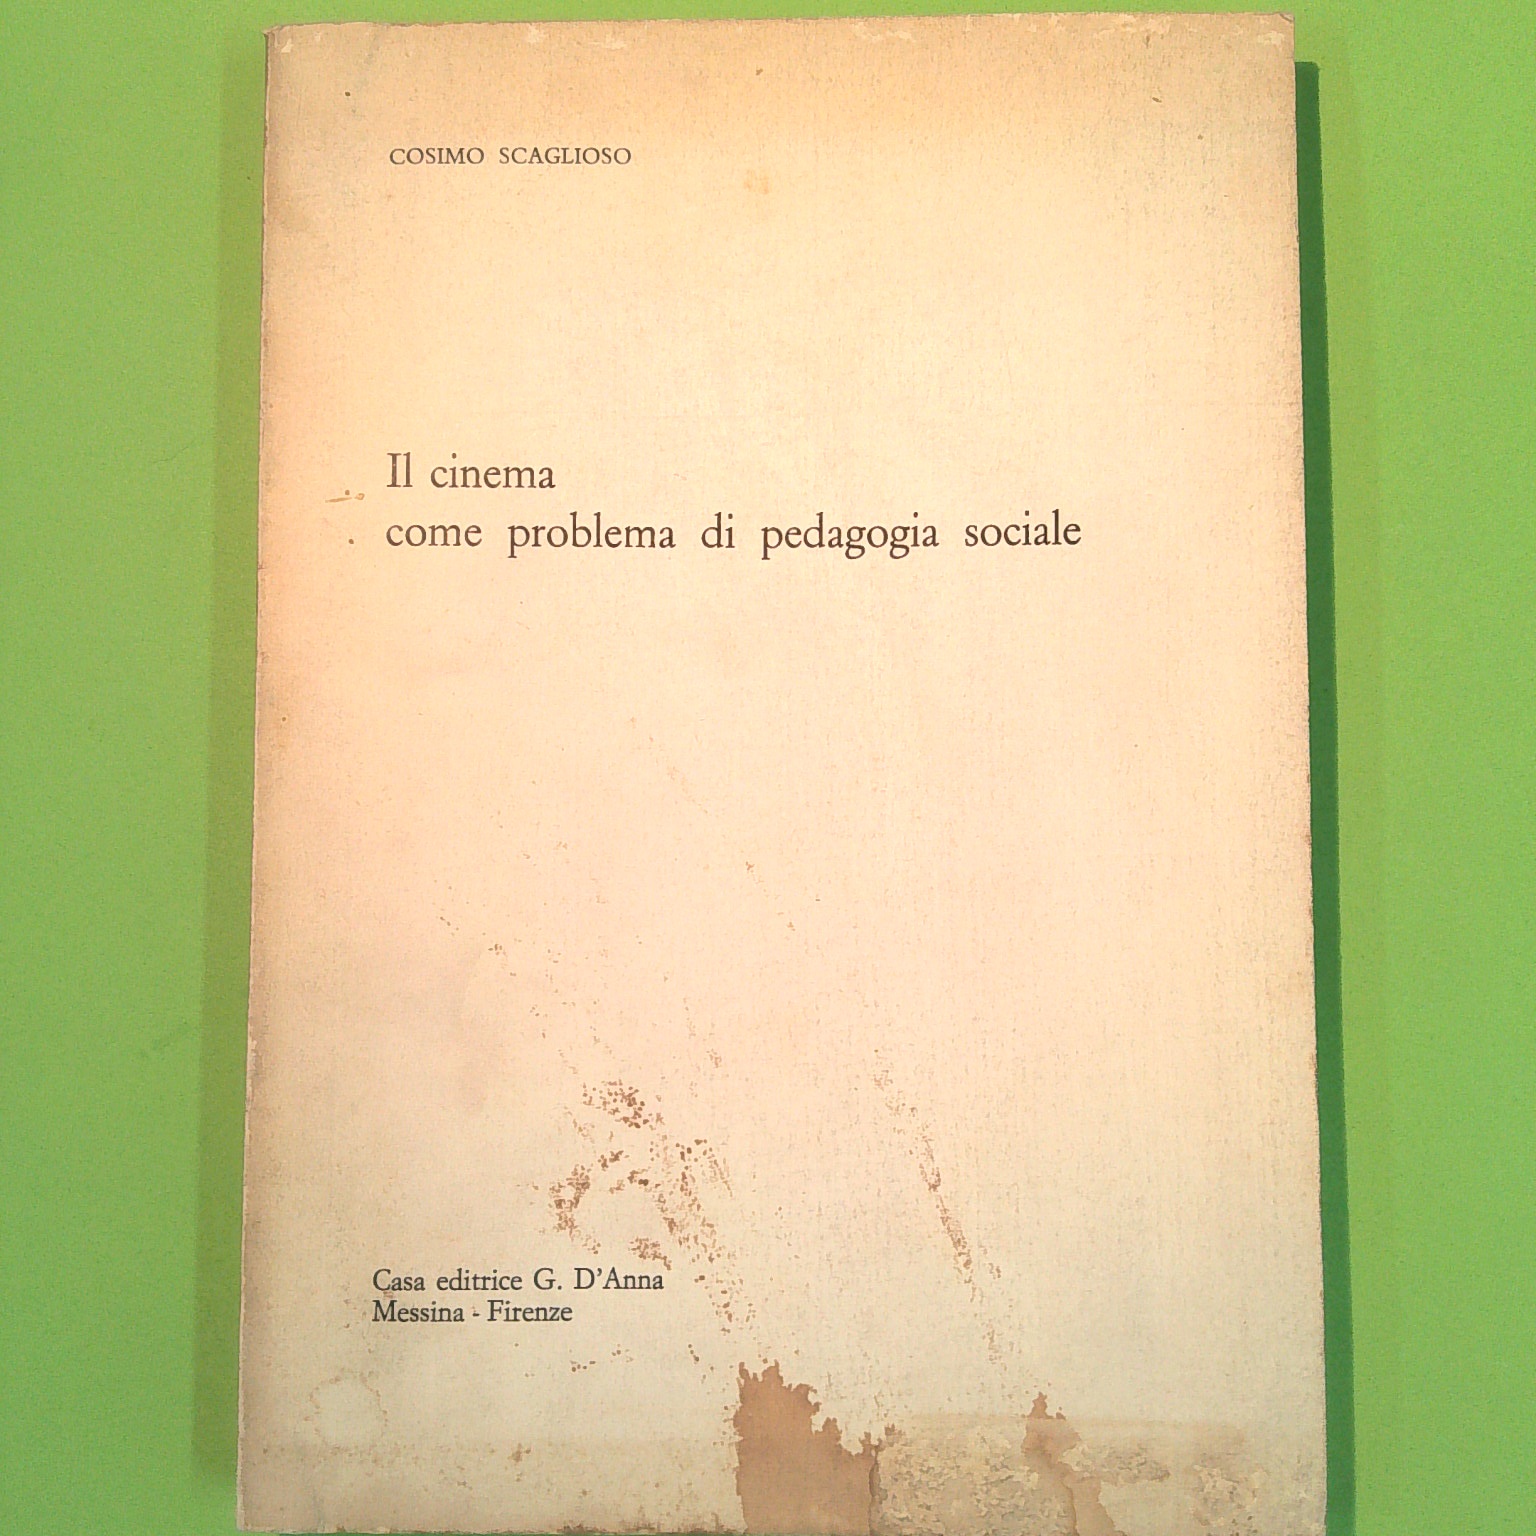 COSIMO SCAGLIOSO
Il cinema
come problema di pedagogia sociale
Casa editrice G. D'Anna
Messina - Firenze